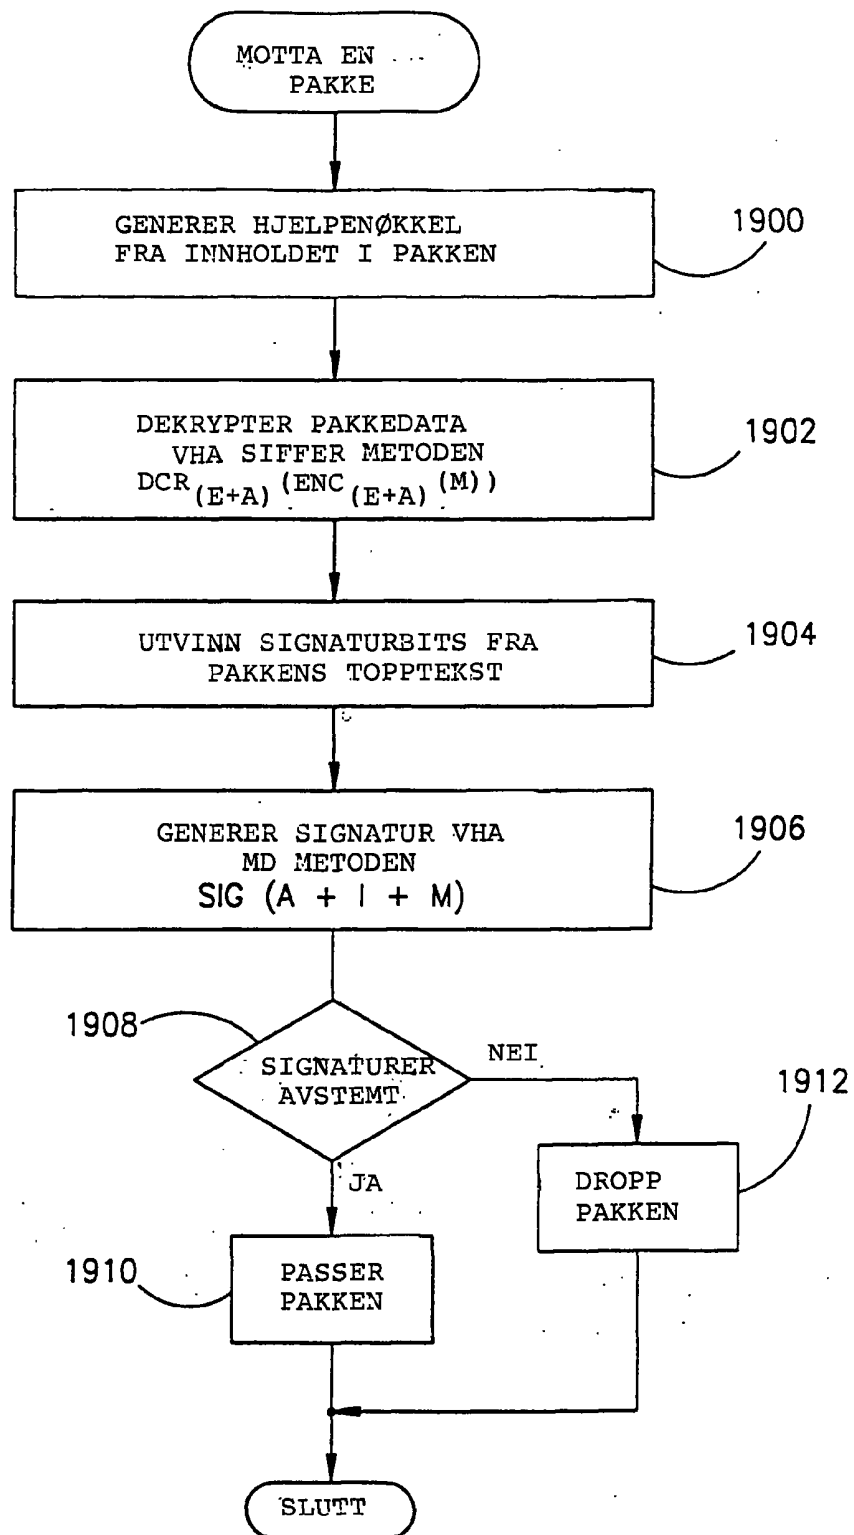 MOTTA EN
PAKKE
GENERER HJELPENØKKEL
FRA INNHOLDET I PAKKEN
1900
DEKRYPTER PAKKEDATA
VHA SIFFER METODEN
DCR(E+A) (ENC(E+A) (M))
1902
UTVINN SIGNATURBITS FRA
PAKKENS TOPPTEKST
1904
GENERER SIGNATUR VHA
MD METODEN
SIG (A + I + M)
1906
1908
SIGNATURER
AVSTEMT
NEI
JA
1912
DROPP
PAKKEN
1910
PASSER
PAKKEN
SLUTT